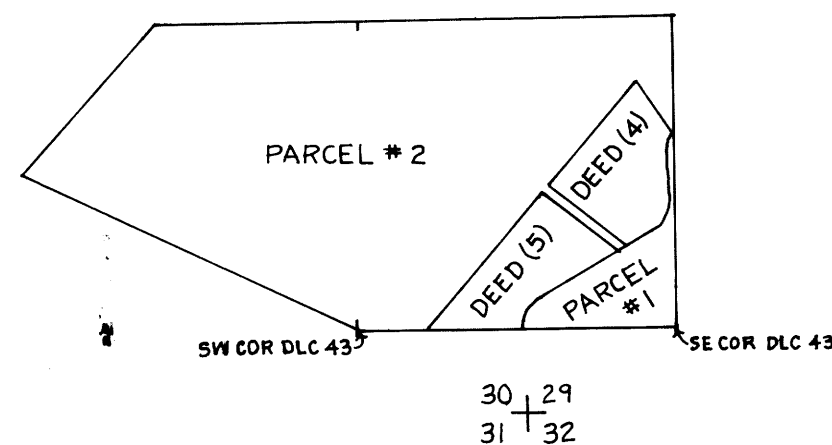 PARCEL # 2
DEED (4)
DEED (5)
PARCEL
#1
SW COR DLC 43
SE COR DLC 43
30 29
31 32